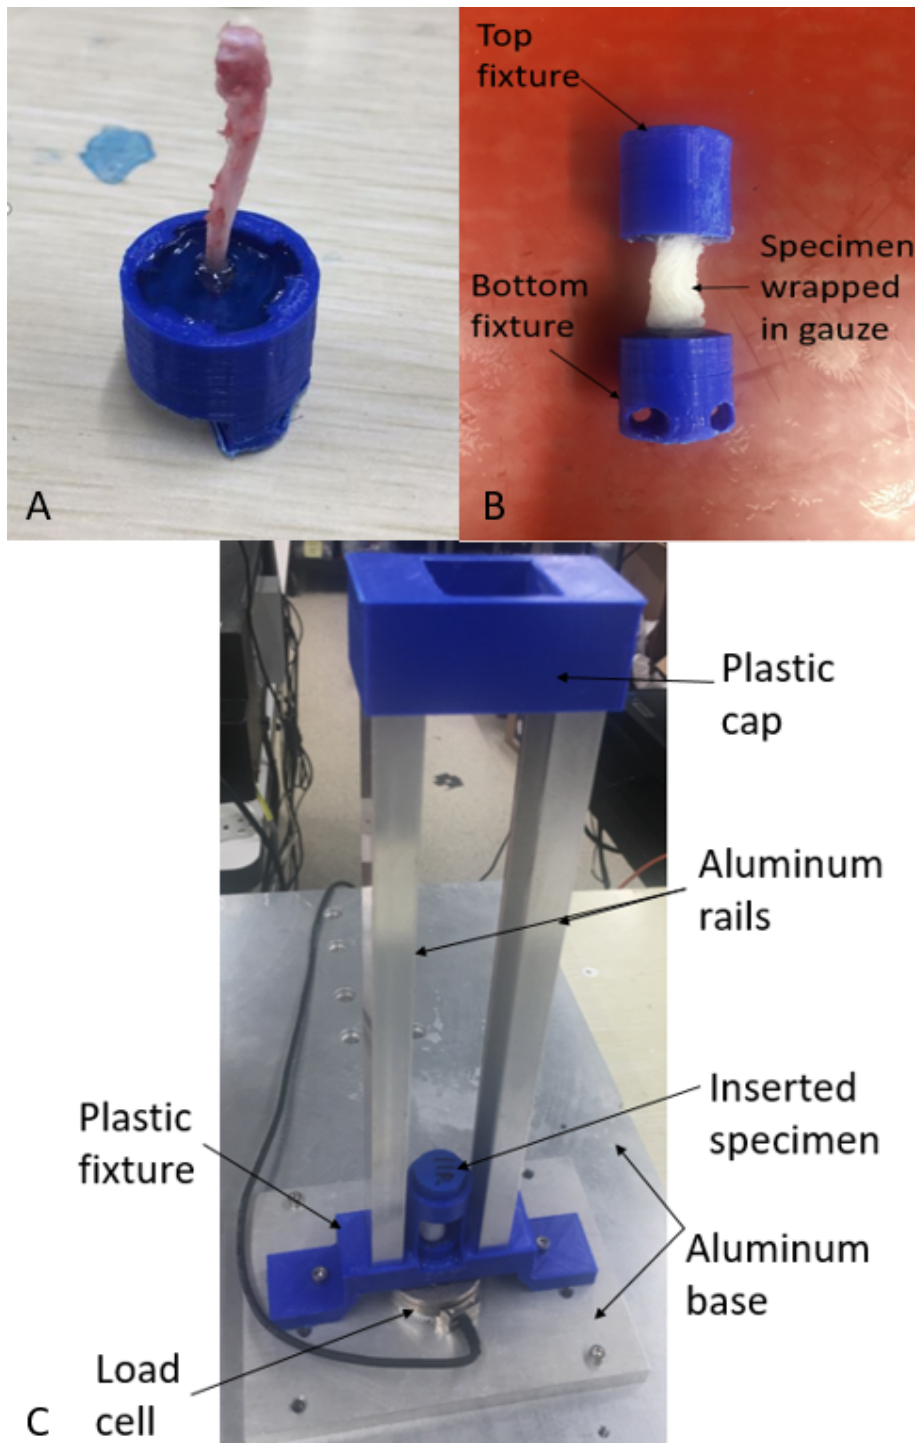 Top
fixture
Specimen
wrapped
in gauze
Bottom
fixture
A
B
Plastic
cap
Aluminum
rails
Inserted
specimen
Plastic
fixture
Aluminum
base
Load
cell
C